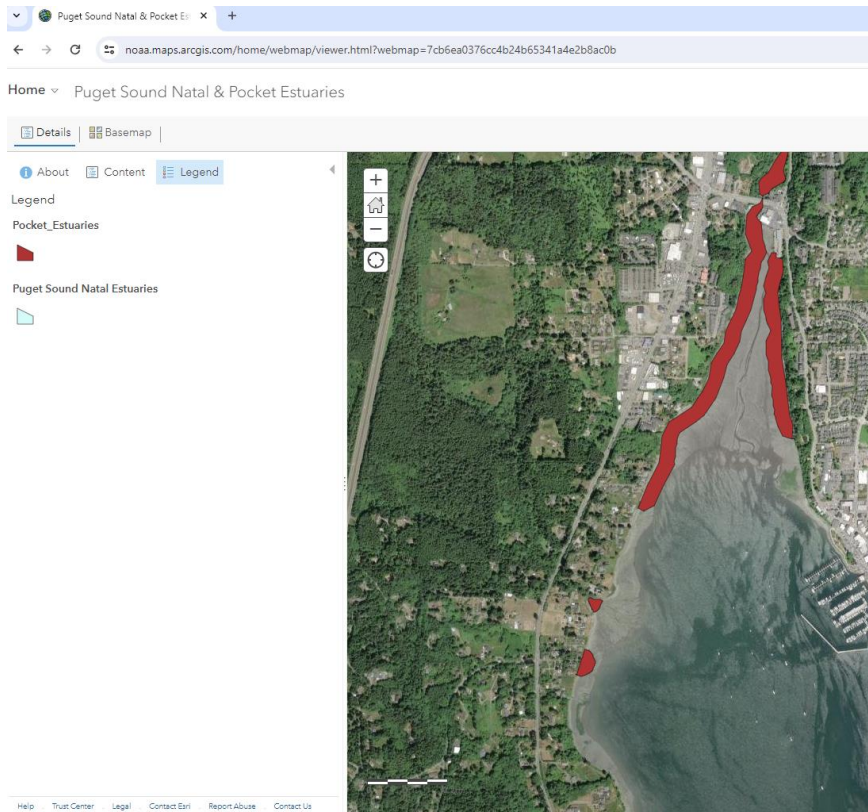 Puget Sound Natal & Pocket Es
noaa.maps.arcgis.com/home/webmap/viewer.html?webmap=7cb6ea0376cc4b24b65341a4e2b8ac0b
Home Puget Sound Natal & Pocket Estuaries
Details Basemap
About Content Legend
Legend
Pocket_Estuaries
Puget Sound Natal Estuaries
Help Trust Center Legal Contact Esri Report Abuse Contact Us